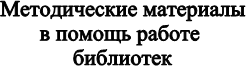 Методические материалы
в помощь работе
библиотек